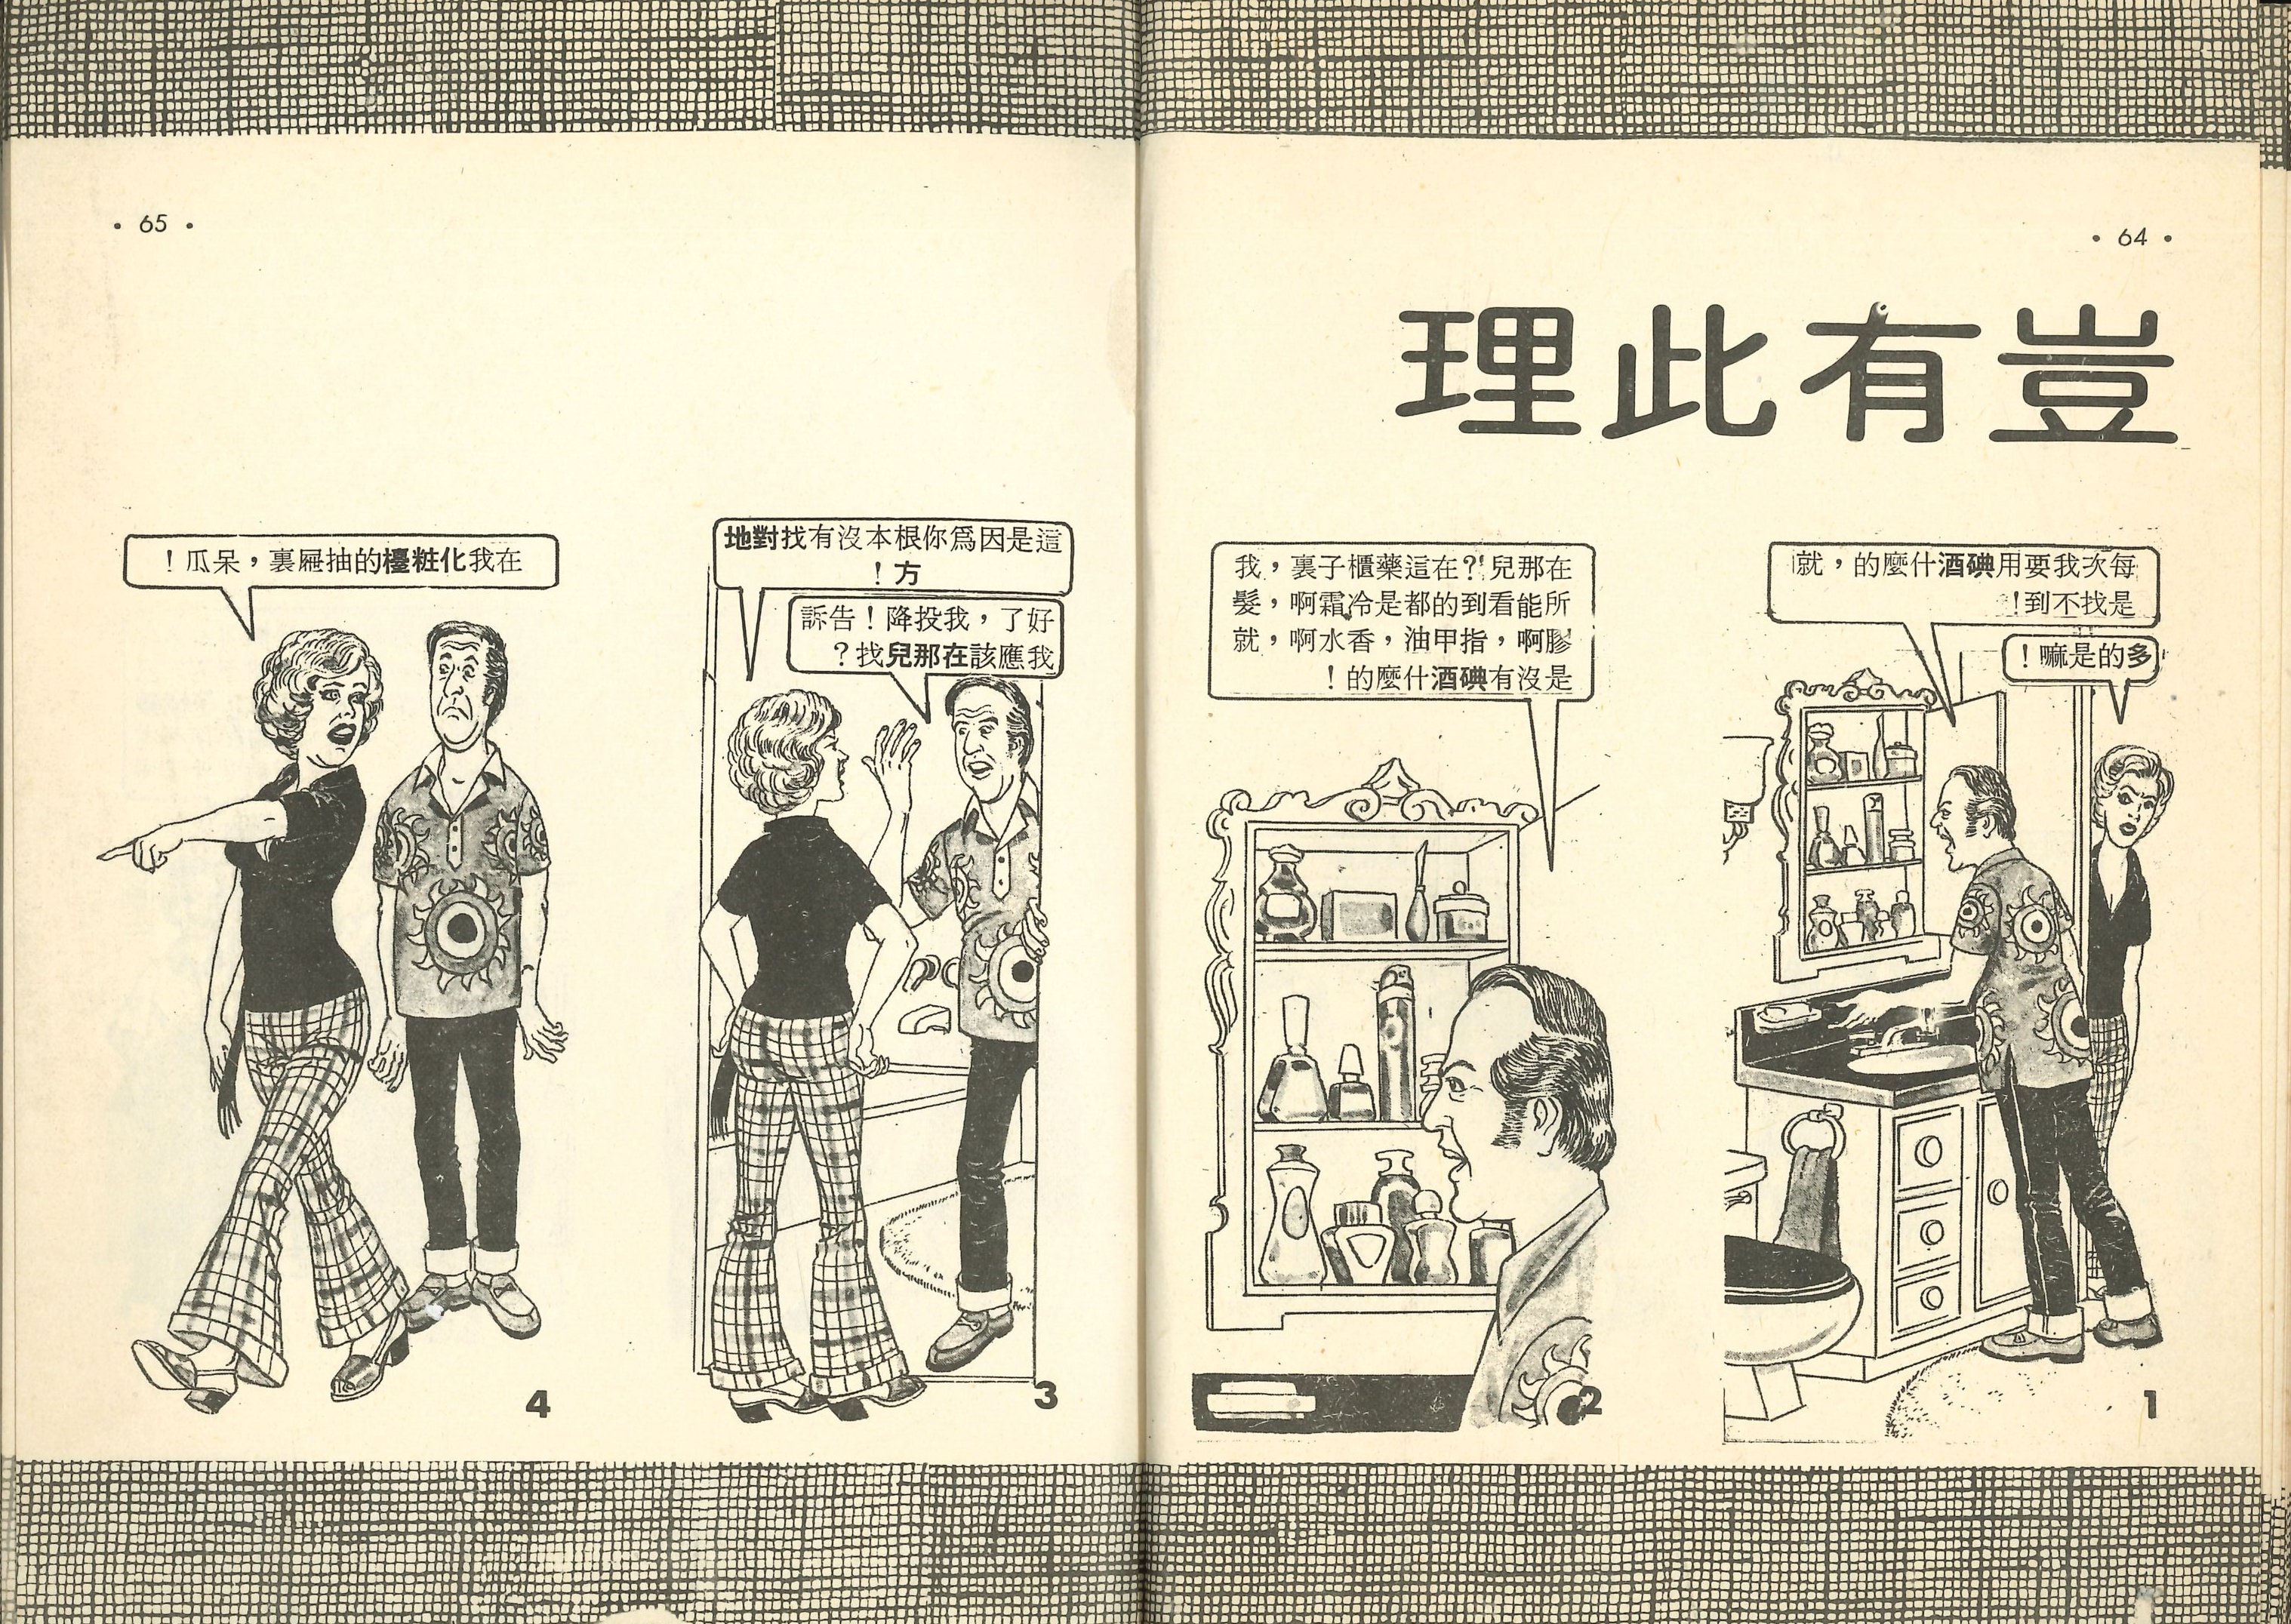 · 64 ·
豈有此理
每次我要用碘酒什麼的，就
是找不到！
多的是嘛！
1
在那兒？在這藥櫃子裏，我
所能看到的都是冷霜啊，髮
膠啊，指甲油，香水啊，就
是沒有碘酒什麼的！
2
· 65 ·
這是因爲你根本沒有找對地
方！
好了，我投降！告訴
我應該在那兒找？
3
在我化粧檯的抽屜裏，呆瓜！
4